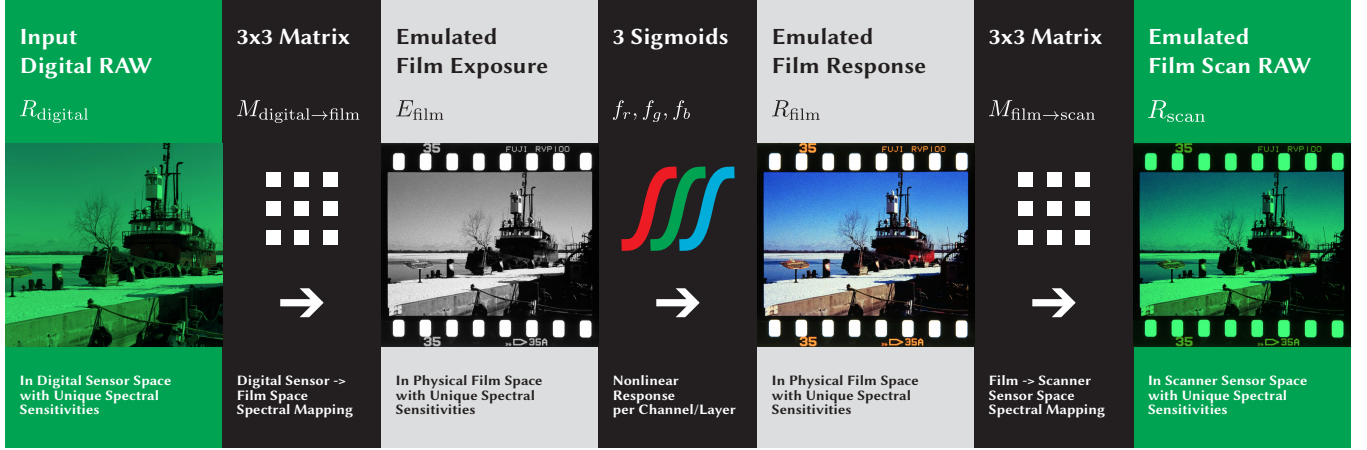 Input
Digital RAW
R_digital
In Digital Sensor Space
with Unique Spectral
Sensitivities
3x3 Matrix
M_digital→film
Digital Sensor ->
Film Space
Spectral Mapping
Emulated
Film Exposure
E_film
35
FUJI RVP100
35
▷35A
In Physical Film Space
with Unique Spectral
Sensitivities
3 Sigmoids
f_r, f_g, f_b
Nonlinear
Response
per Channel/Layer
Emulated
Film Response
R_film
35
FUJI RVP100
35
▷35A
In Physical Film Space
with Unique Spectral
Sensitivities
3x3 Matrix
M_film→scan
Film -> Scanner
Sensor Space
Spectral Mapping
Emulated
Film Scan RAW
R_scan
35
FUJI RVP100
35
▷35A
In Scanner Sensor Space
with Unique Spectral
Sensitivities